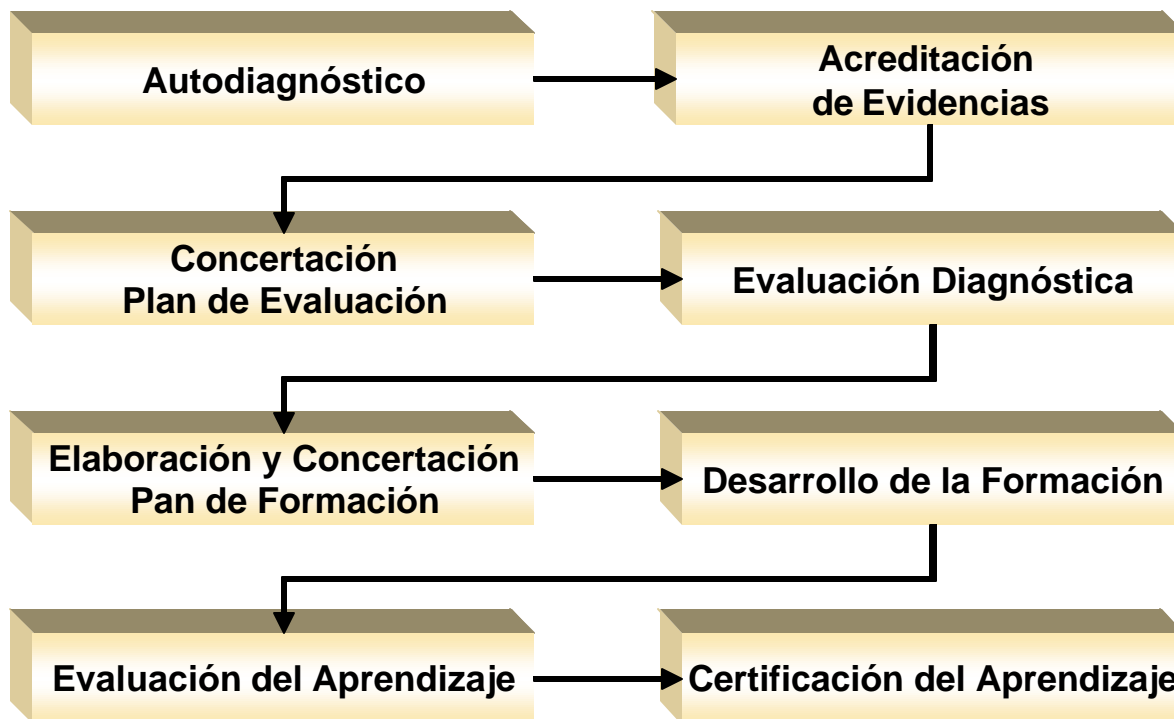 Autodiagnóstico
Acreditación
de Evidencias
Concertación
Plan de Evaluación
Evaluación Diagnóstica
Elaboración y Concertación
Pan de Formación
Desarrollo de la Formación
Evaluación del Aprendizaje
Certificación del Aprendizaje